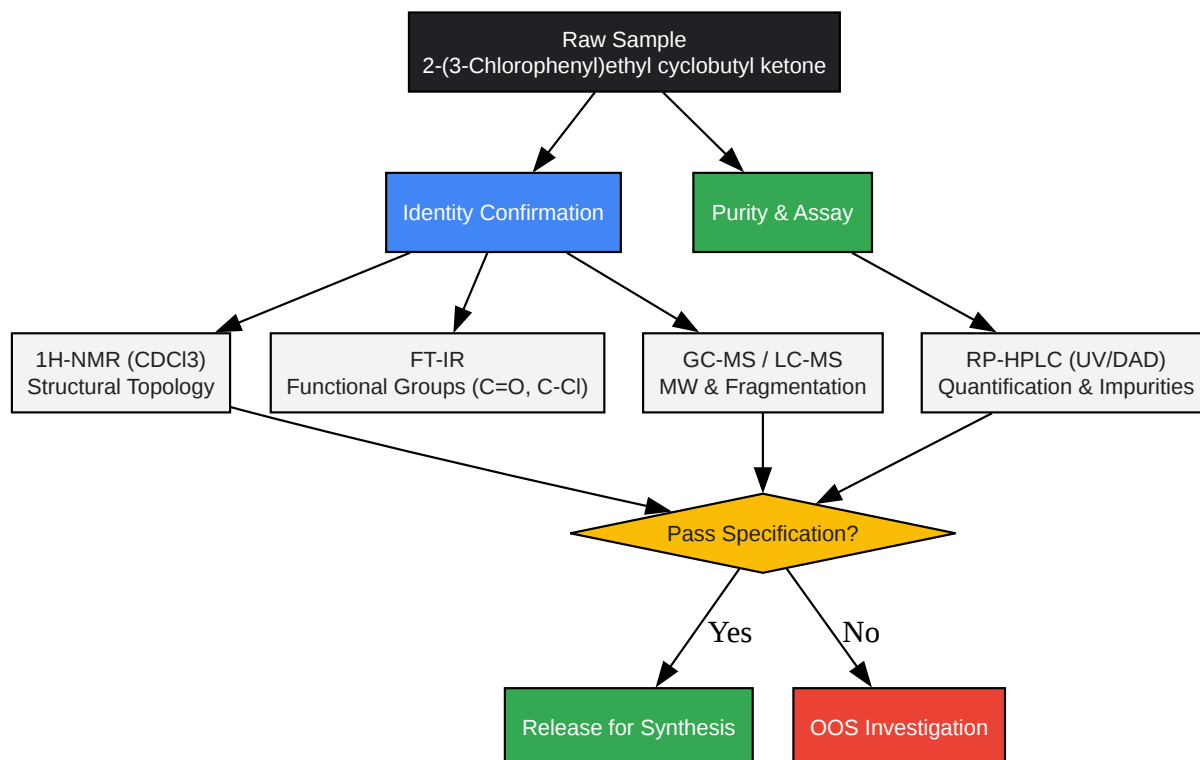 Raw Sample
2-(3-Chlorophenyl)ethyl cyclobutyl ketone
Identity Confirmation
Purity & Assay
1H-NMR (CDCl3)
Structural Topology
FT-IR
Functional Groups (C=O, C-Cl)
GC-MS / LC-MS
MW & Fragmentation
RP-HPLC (UV/DAD)
Quantification & Impurities
Pass Specification?
Yes
No
Release for Synthesis
OOS Investigation